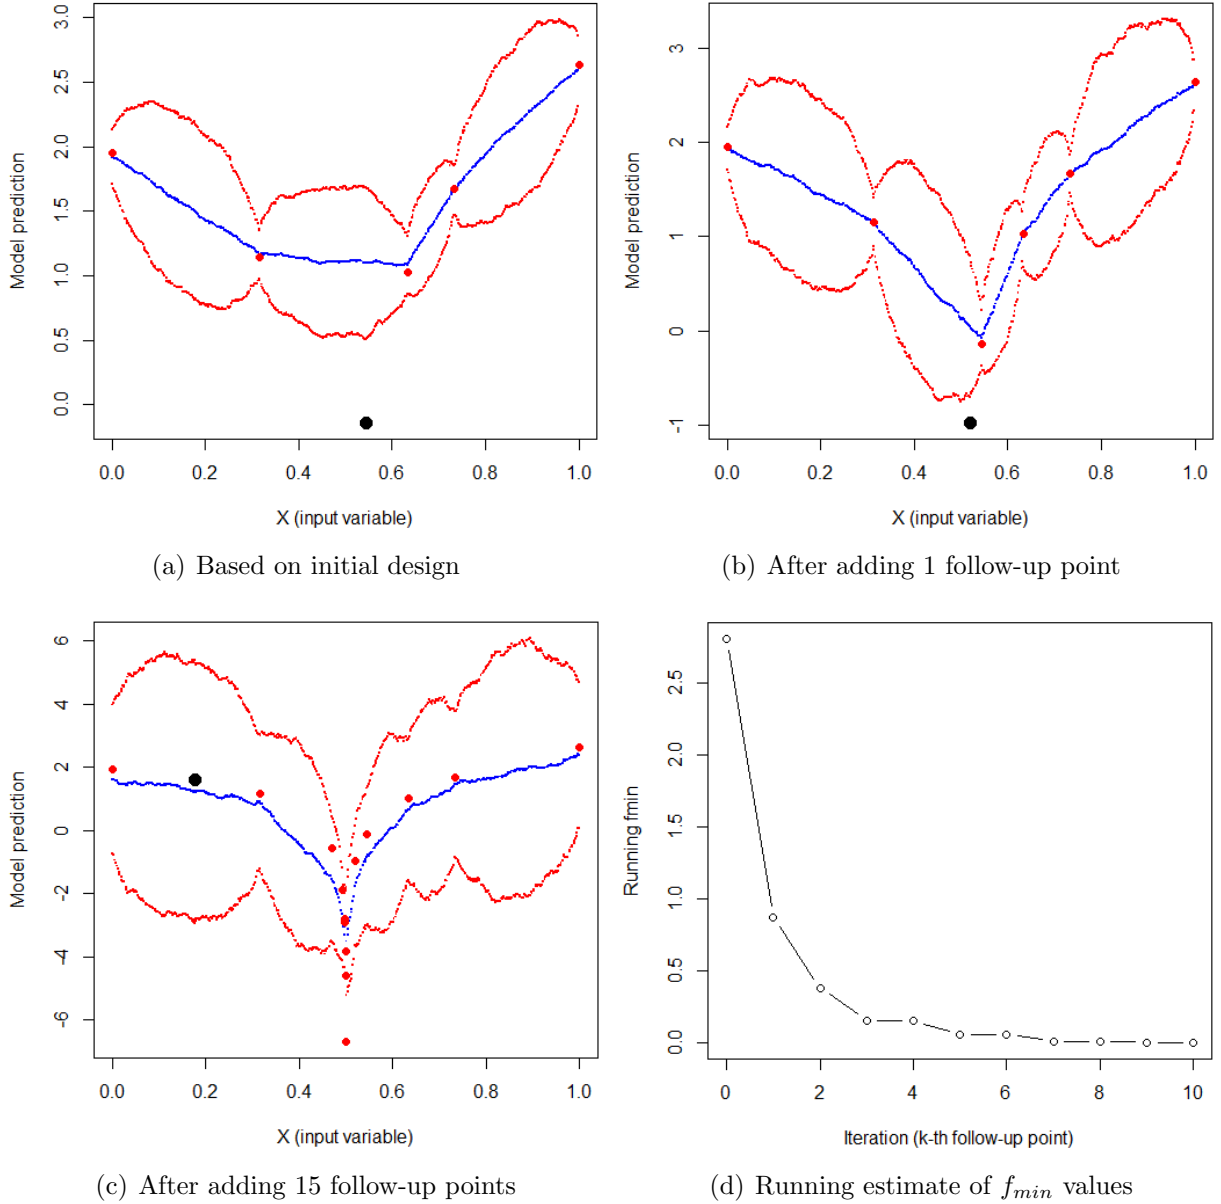 3.0
2.5
2.0
1.5
1.0
0.5
0.0
Model prediction
0.0 0.2 0.4 0.6 0.8 1.0
X (input variable)
(a) Based on initial design
3
2
1
0
-1
Model prediction
0.0 0.2 0.4 0.6 0.8 1.0
X (input variable)
(b) After adding 1 follow-up point
6
4
2
0
-2
-4
-6
Model prediction
0.0 0.2 0.4 0.6 0.8 1.0
X (input variable)
(c) After adding 15 follow-up points
2.5
2.0
1.5
1.0
0.5
0.0
Running fmin
0 2 4 6 8 10
Iteration (k-th follow-up point)
(d) Running estimate of fmin values